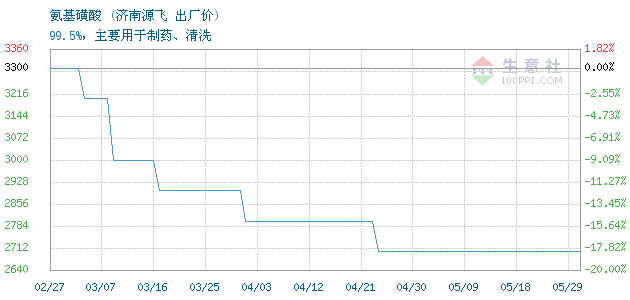 氨基磺酸 (济南源飞 出厂价)
99.5%, 主要用于制药、清洗
3360 1.82%
3300 0.00%
生意社
100PPI.COM
3216 -2.55%
3144 -4.73%
3072 -6.91%
3000 -9.09%
2928 -11.27%
2856 -13.45%
2784 -15.64%
2712 -17.82%
2640 -20.00%
02/27 03/07 03/16 03/25 04/03 04/12 04/21 04/30 05/09 05/18 05/29